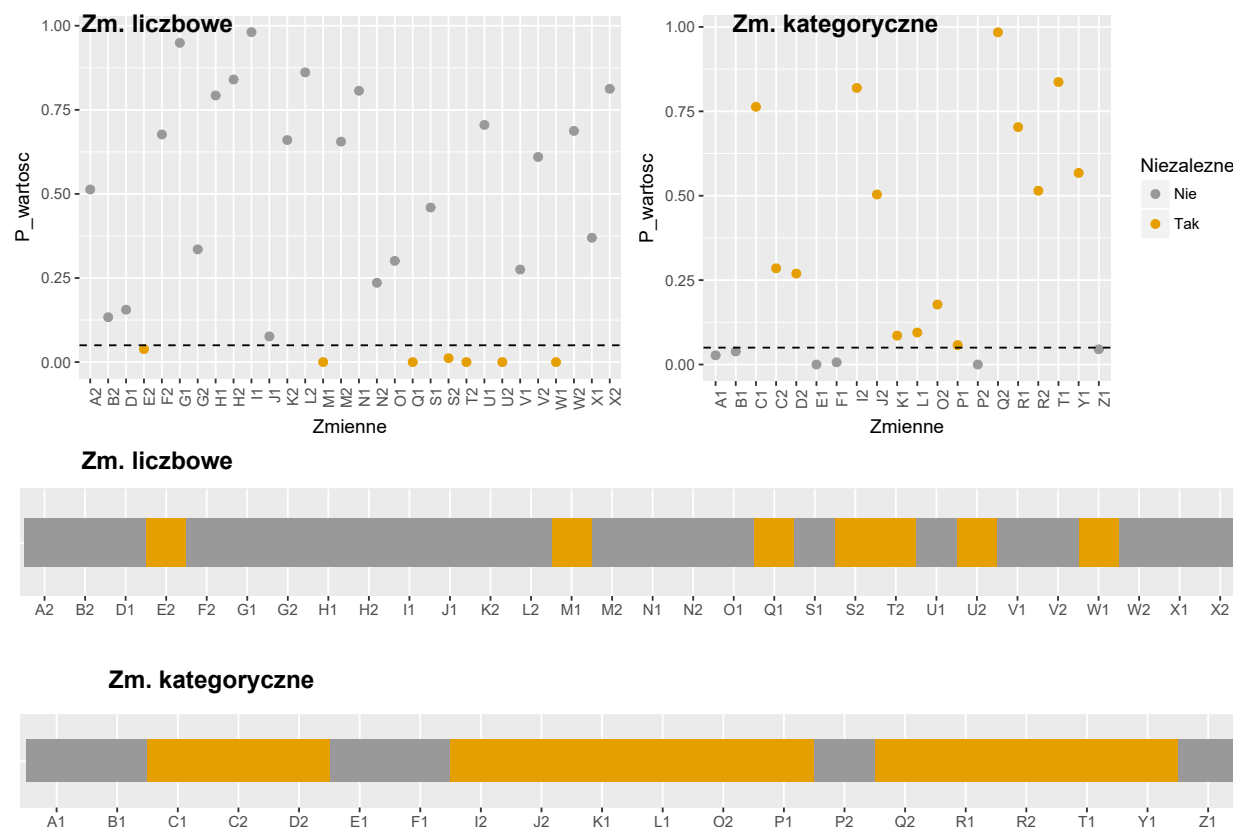 Zm. liczbowe
1.00
0.75
0.50
0.25
0.00
P_wartosc
A2 B2 D1 E2 F2 G1 G2 H1 H2 I1 J1 K2 L2 M1 M2 N1 N2 O1 Q1 S1 S2 T2 U1 U2 V1 V2 W1 W2 X1 X2
Zmienne
Zm. kategoryczne
1.00
0.75
0.50
0.25
0.00
P_wartosc
A1 B1 C1 C2 D2 E1 F1 I2 J2 K1 L1 O2 P1 P2 Q2 R1 R2 T1 Y1 Z1
Zmienne
Niezalezne
Nie
Tak
Zm. liczbowe
A2 B2 D1 E2 F2 G1 G2 H1 H2 I1 J1 K2 L2 M1 M2 N1 N2 O1 Q1 S1 S2 T2 U1 U2 V1 V2 W1 W2 X1 X2
Zm. kategoryczne
A1 B1 C1 C2 D2 E1 F1 I2 J2 K1 L1 O2 P1 P2 Q2 R1 R2 T1 Y1 Z1